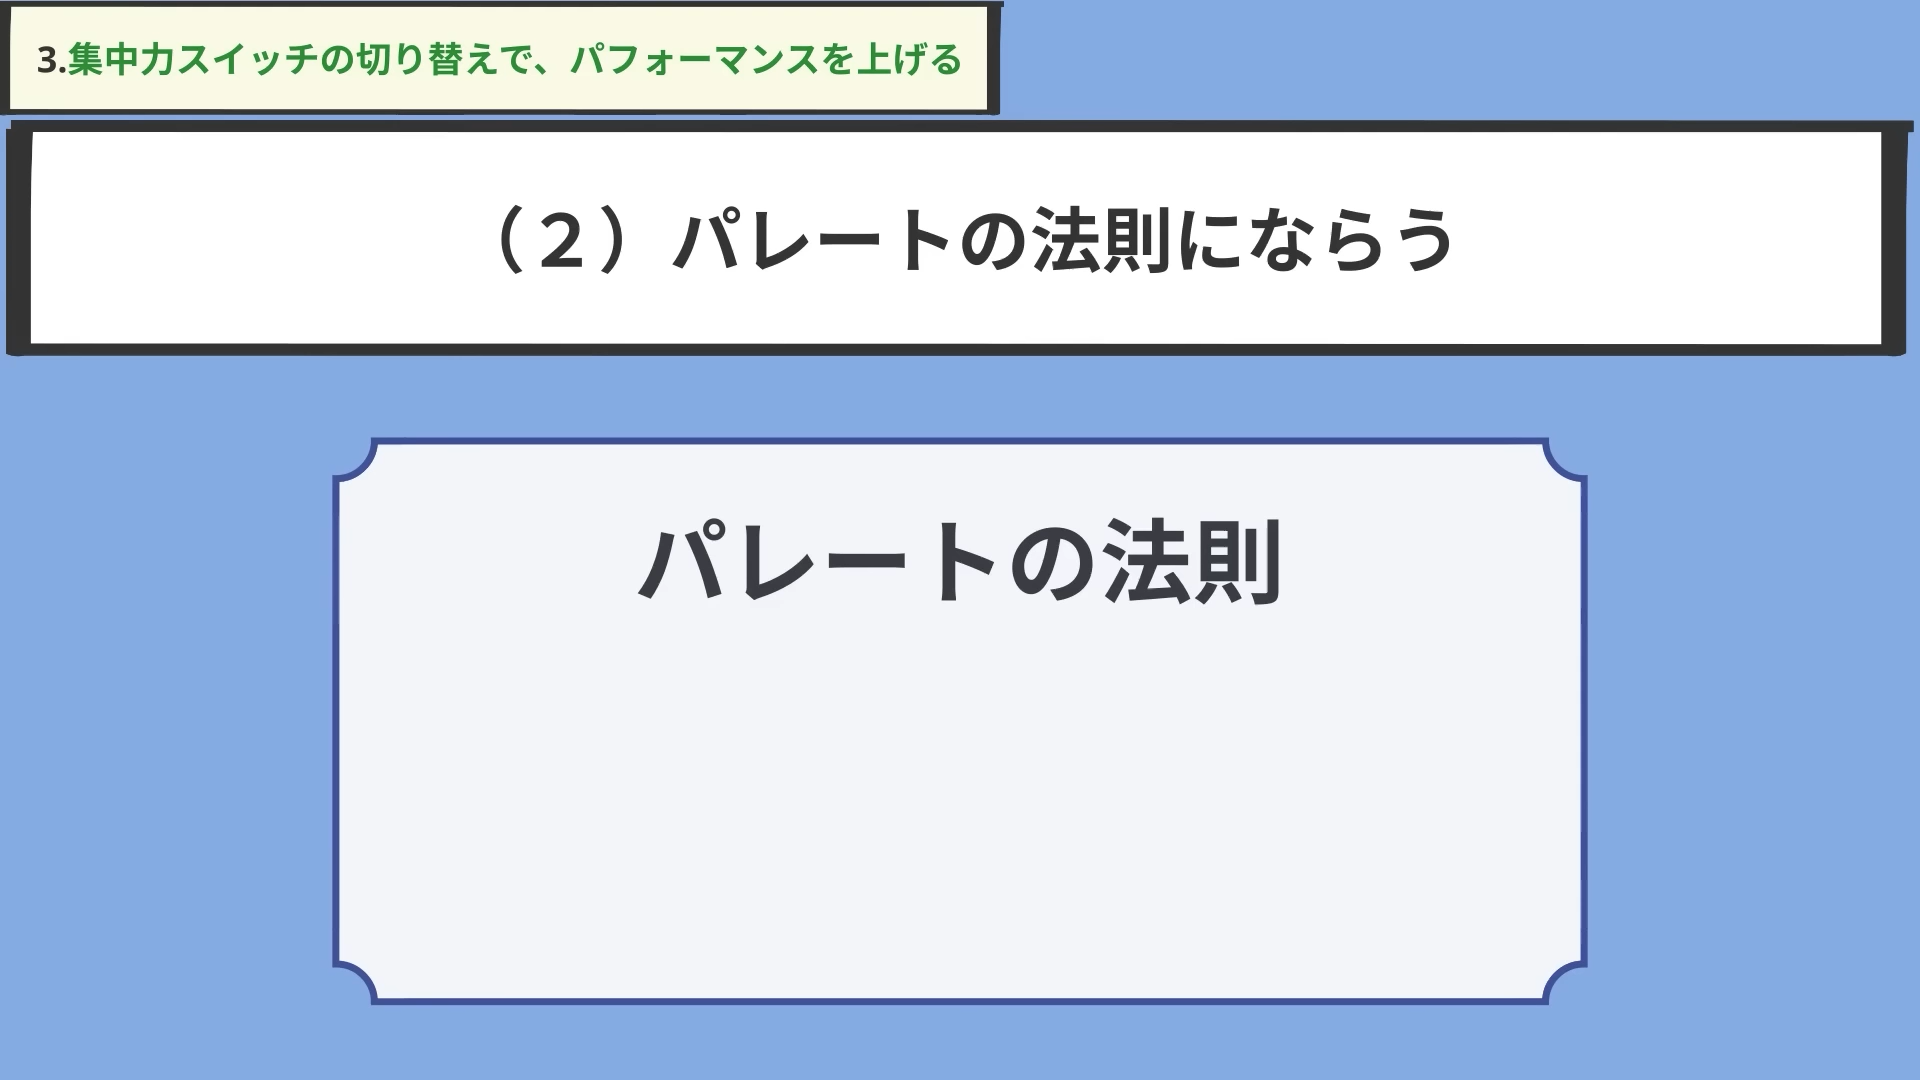 3.集中力スイッチの切り替えで、パフォーマンスを上げる
（２）パレートの法則にならう
パレートの法則